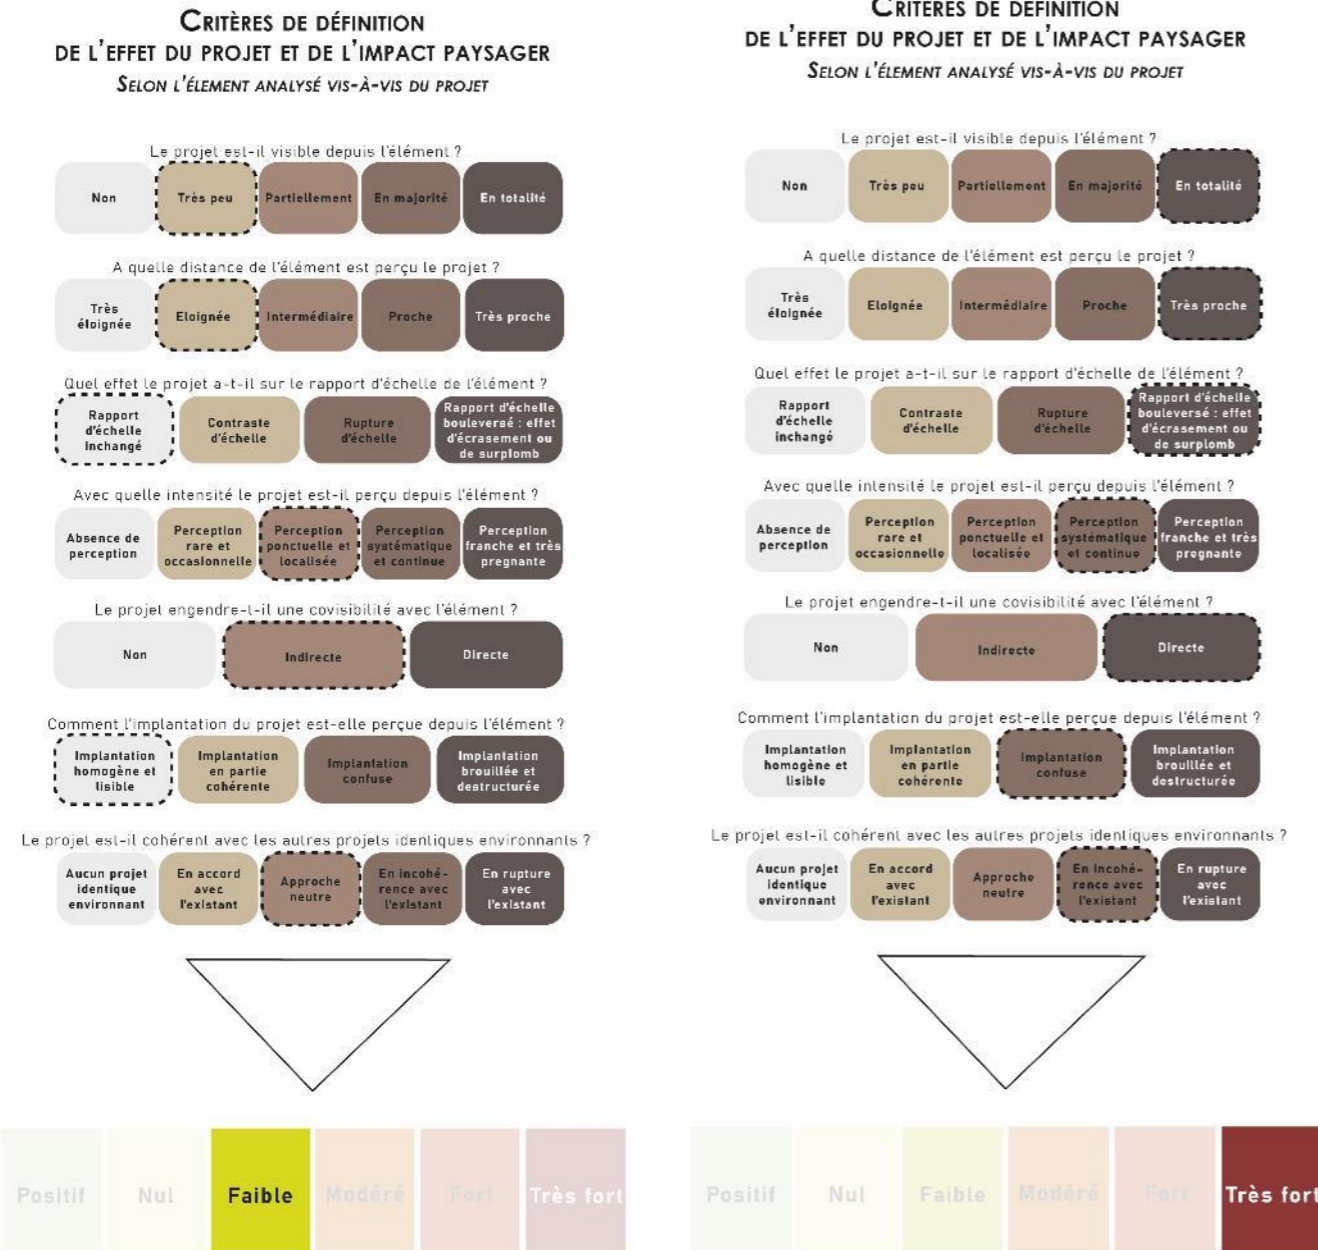 CRITÈRES DE DÉFINITION
DE L'EFFET DU PROJET ET DE L'IMPACT PAYSAGER
SELON L'ÉLEMENT ANALYSÉ VIS-À-VIS DU PROJET
Le projet est-il visible depuis l'élément ?
Non
Très peu
Partiellement
En majorité
En totalité
A quelle distance de l'élément est perçu le projet ?
Très
éloignée
Eloignée
Intermédiaire
Proche
Très proche
Quel effet le projet a-t-il sur le rapport d'échelle de l'élément ?
Rapport
d'échelle
inchangé
Contraste
d'échelle
Rupture
d'échelle
Rapport d'échelle
bouleversé : effet
d'écrasement ou
de surplomb
Avec quelle intensité le projet est-il perçu depuis l'élément ?
Absence de
perception
Perception
rare et
occasionnelle
Perception
ponctuelle et
localisée
Perception
systématique
et continue
Perception
franche et très
pregnante
Le projet engendre-t-il une covisibilité avec l'élément ?
Non
Indirecte
Directe
Comment l'implantation du projet est-elle perçue depuis l'élément ?
Implantation
homogène et
lisible
Implantation
en partie
cohérente
Implantation
confuse
Implantation
brouillée et
destructurée
Le projet est-il cohérent avec les autres projets identiques environnants ?
Aucun projet
identique
environnant
En accord
avec
l'existant
Approche
neutre
En incohé-
rence avec
l'existant
En rupture
avec
l'existant
Positif
Nul
Faible
Modéré
Fort
Très fort
CRITÈRES DE DÉFINITION
DE L'EFFET DU PROJET ET DE L'IMPACT PAYSAGER
SELON L'ÉLEMENT ANALYSÉ VIS-À-VIS DU PROJET
Le projet est-il visible depuis l'élément ?
Non
Très peu
Partiellement
En majorité
En totalité
A quelle distance de l'élément est perçu le projet ?
Très
éloignée
Eloignée
Intermédiaire
Proche
Très proche
Quel effet le projet a-t-il sur le rapport d'échelle de l'élément ?
Rapport
d'échelle
inchangé
Contraste
d'échelle
Rupture
d'échelle
Rapport d'échelle
bouleversé : effet
d'écrasement ou
de surplomb
Avec quelle intensité le projet est-il perçu depuis l'élément ?
Absence de
perception
Perception
rare et
occasionnelle
Perception
ponctuelle et
localisée
Perception
systématique
et continue
Perception
franche et très
pregnante
Le projet engendre-t-il une covisibilité avec l'élément ?
Non
Indirecte
Directe
Comment l'implantation du projet est-elle perçue depuis l'élément ?
Implantation
homogène et
lisible
Implantation
en partie
cohérente
Implantation
confuse
Implantation
brouillée et
destructurée
Le projet est-il cohérent avec les autres projets identiques environnants ?
Aucun projet
identique
environnant
En accord
avec
l'existant
Approche
neutre
En incohé-
rence avec
l'existant
En rupture
avec
l'existant
Positif
Nul
Faible
Modéré
Fort
Très fort